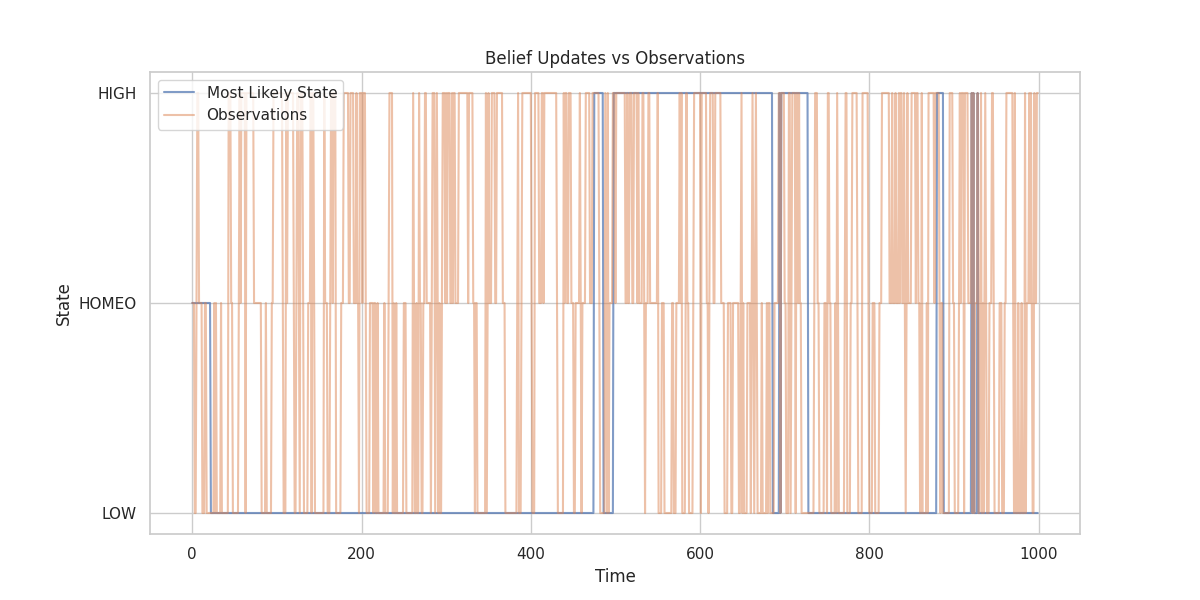 Belief Updates vs Observations
HIGH
Most Likely State
Observations
State
HOMEO
LOW
0
200
400
600
800
1000
Time